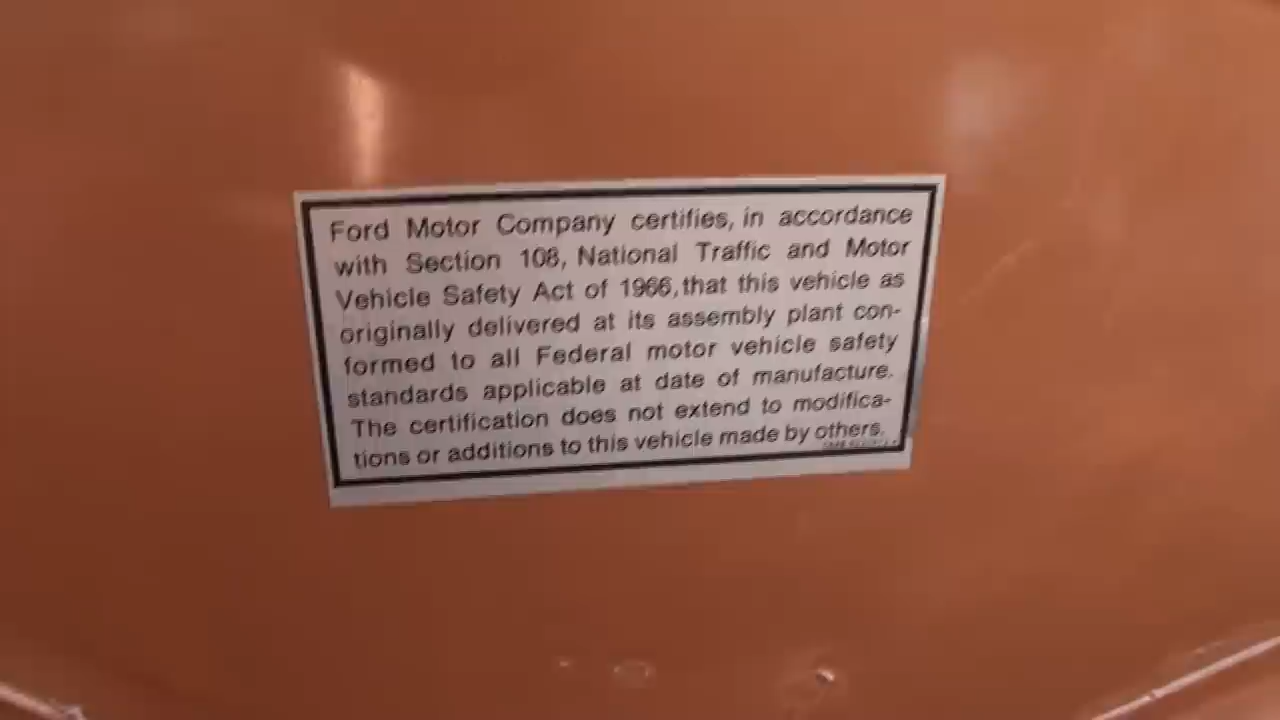 Ford Motor Company certifies, in accordance
with Section 108, National Traffic and Motor
Vehicle Safety Act of 1966, that this vehicle as
originally delivered at its assembly plant con-
formed to all Federal motor vehicle safety
standards applicable at date of manufacture.
The certification does not extend to modifica-
tions or additions to this vehicle made by others.